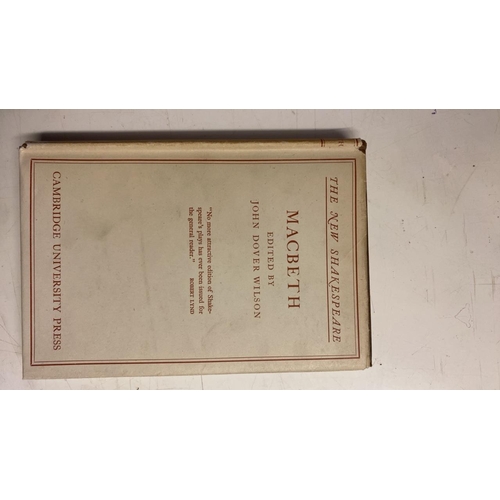 THE NEW SHAKESPEARE
MACBETH
EDITED BY
JOHN DOVER WILSON
"No more attractive edition of Shake-
speare's plays has ever been issued for
the general reader."
ROBERT LYND
CAMBRIDGE UNIVERSITY PRESS